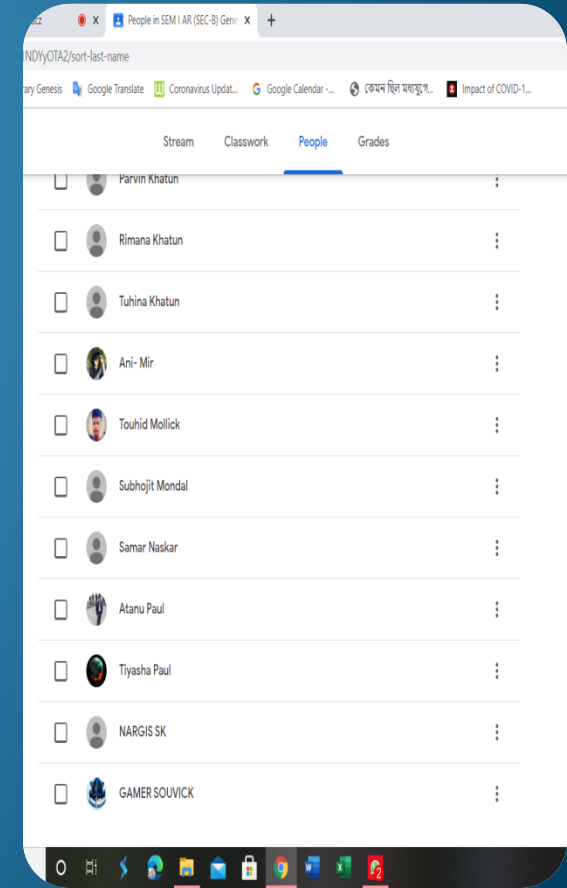 People in SEM I AR (SEC-B) Gene
INDYyOTA2/sort-last-name
rary Genesis Google Translate Coronavirus Updat... Google Calendar -... কেমন ছিল মধ্যযুগে... Impact of COVID-1...
Stream Classwork People Grades
Parvin Khatun
Rimana Khatun
Tuhina Khatun
Ani- Mir
Touhid Mollick
Subhojit Mondal
Samar Naskar
Atanu Paul
Tiyasha Paul
NARGIS SK
GAMER SOUVICK